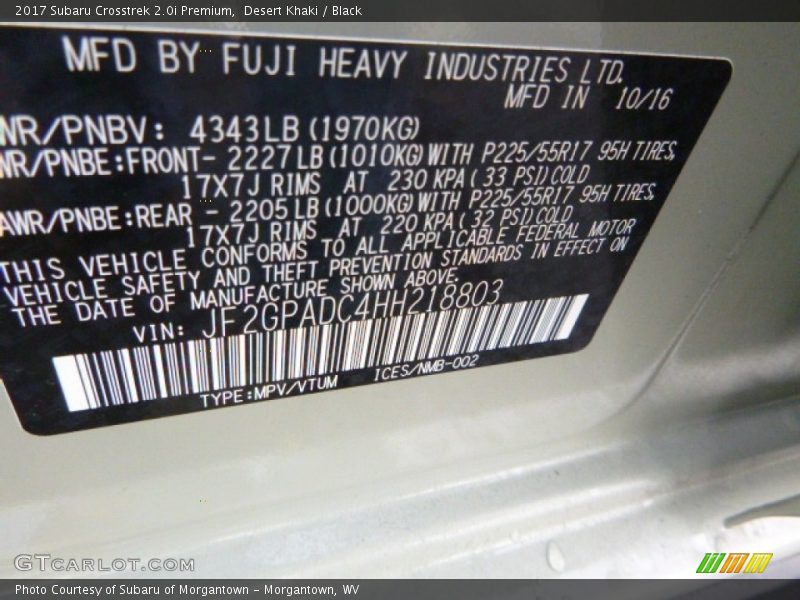 2017 Subaru Crosstrek 2.0i Premium,  Desert Khaki / Black
MFD BY FUJI HEAVY INDUSTRIES LTD.
MFD IN 10/16
WR/PNBV: 4343LB (1970KG)
WR/PNBE:FRONT- 2227LB (1010KG) WITH P225/55R17 95H TIRES,
17X7J RIMS AT 230 KPA ( 33 PSI) COLD
AWR/PNBE:REAR - 2205LB (1000KG) WITH P225/55R17 95H TIRES,
17X7J RIMS AT 220 KPA ( 32 PSI) COLD
THIS VEHICLE CONFORMS TO ALL APPLICABLE FEDERAL MOTOR
VEHICLE SAFETY AND THEFT PREVENTION STANDARDS IN EFFECT ON
THE DATE OF MANUFACTURE SHOWN ABOVE
VIN: JF2GPADC4HH218803
TYPE:MPV/VTUM ICES/NMB-002
GTCARLOT.COM
Photo Courtesy of Subaru of Morgantown – Morgantown, WV